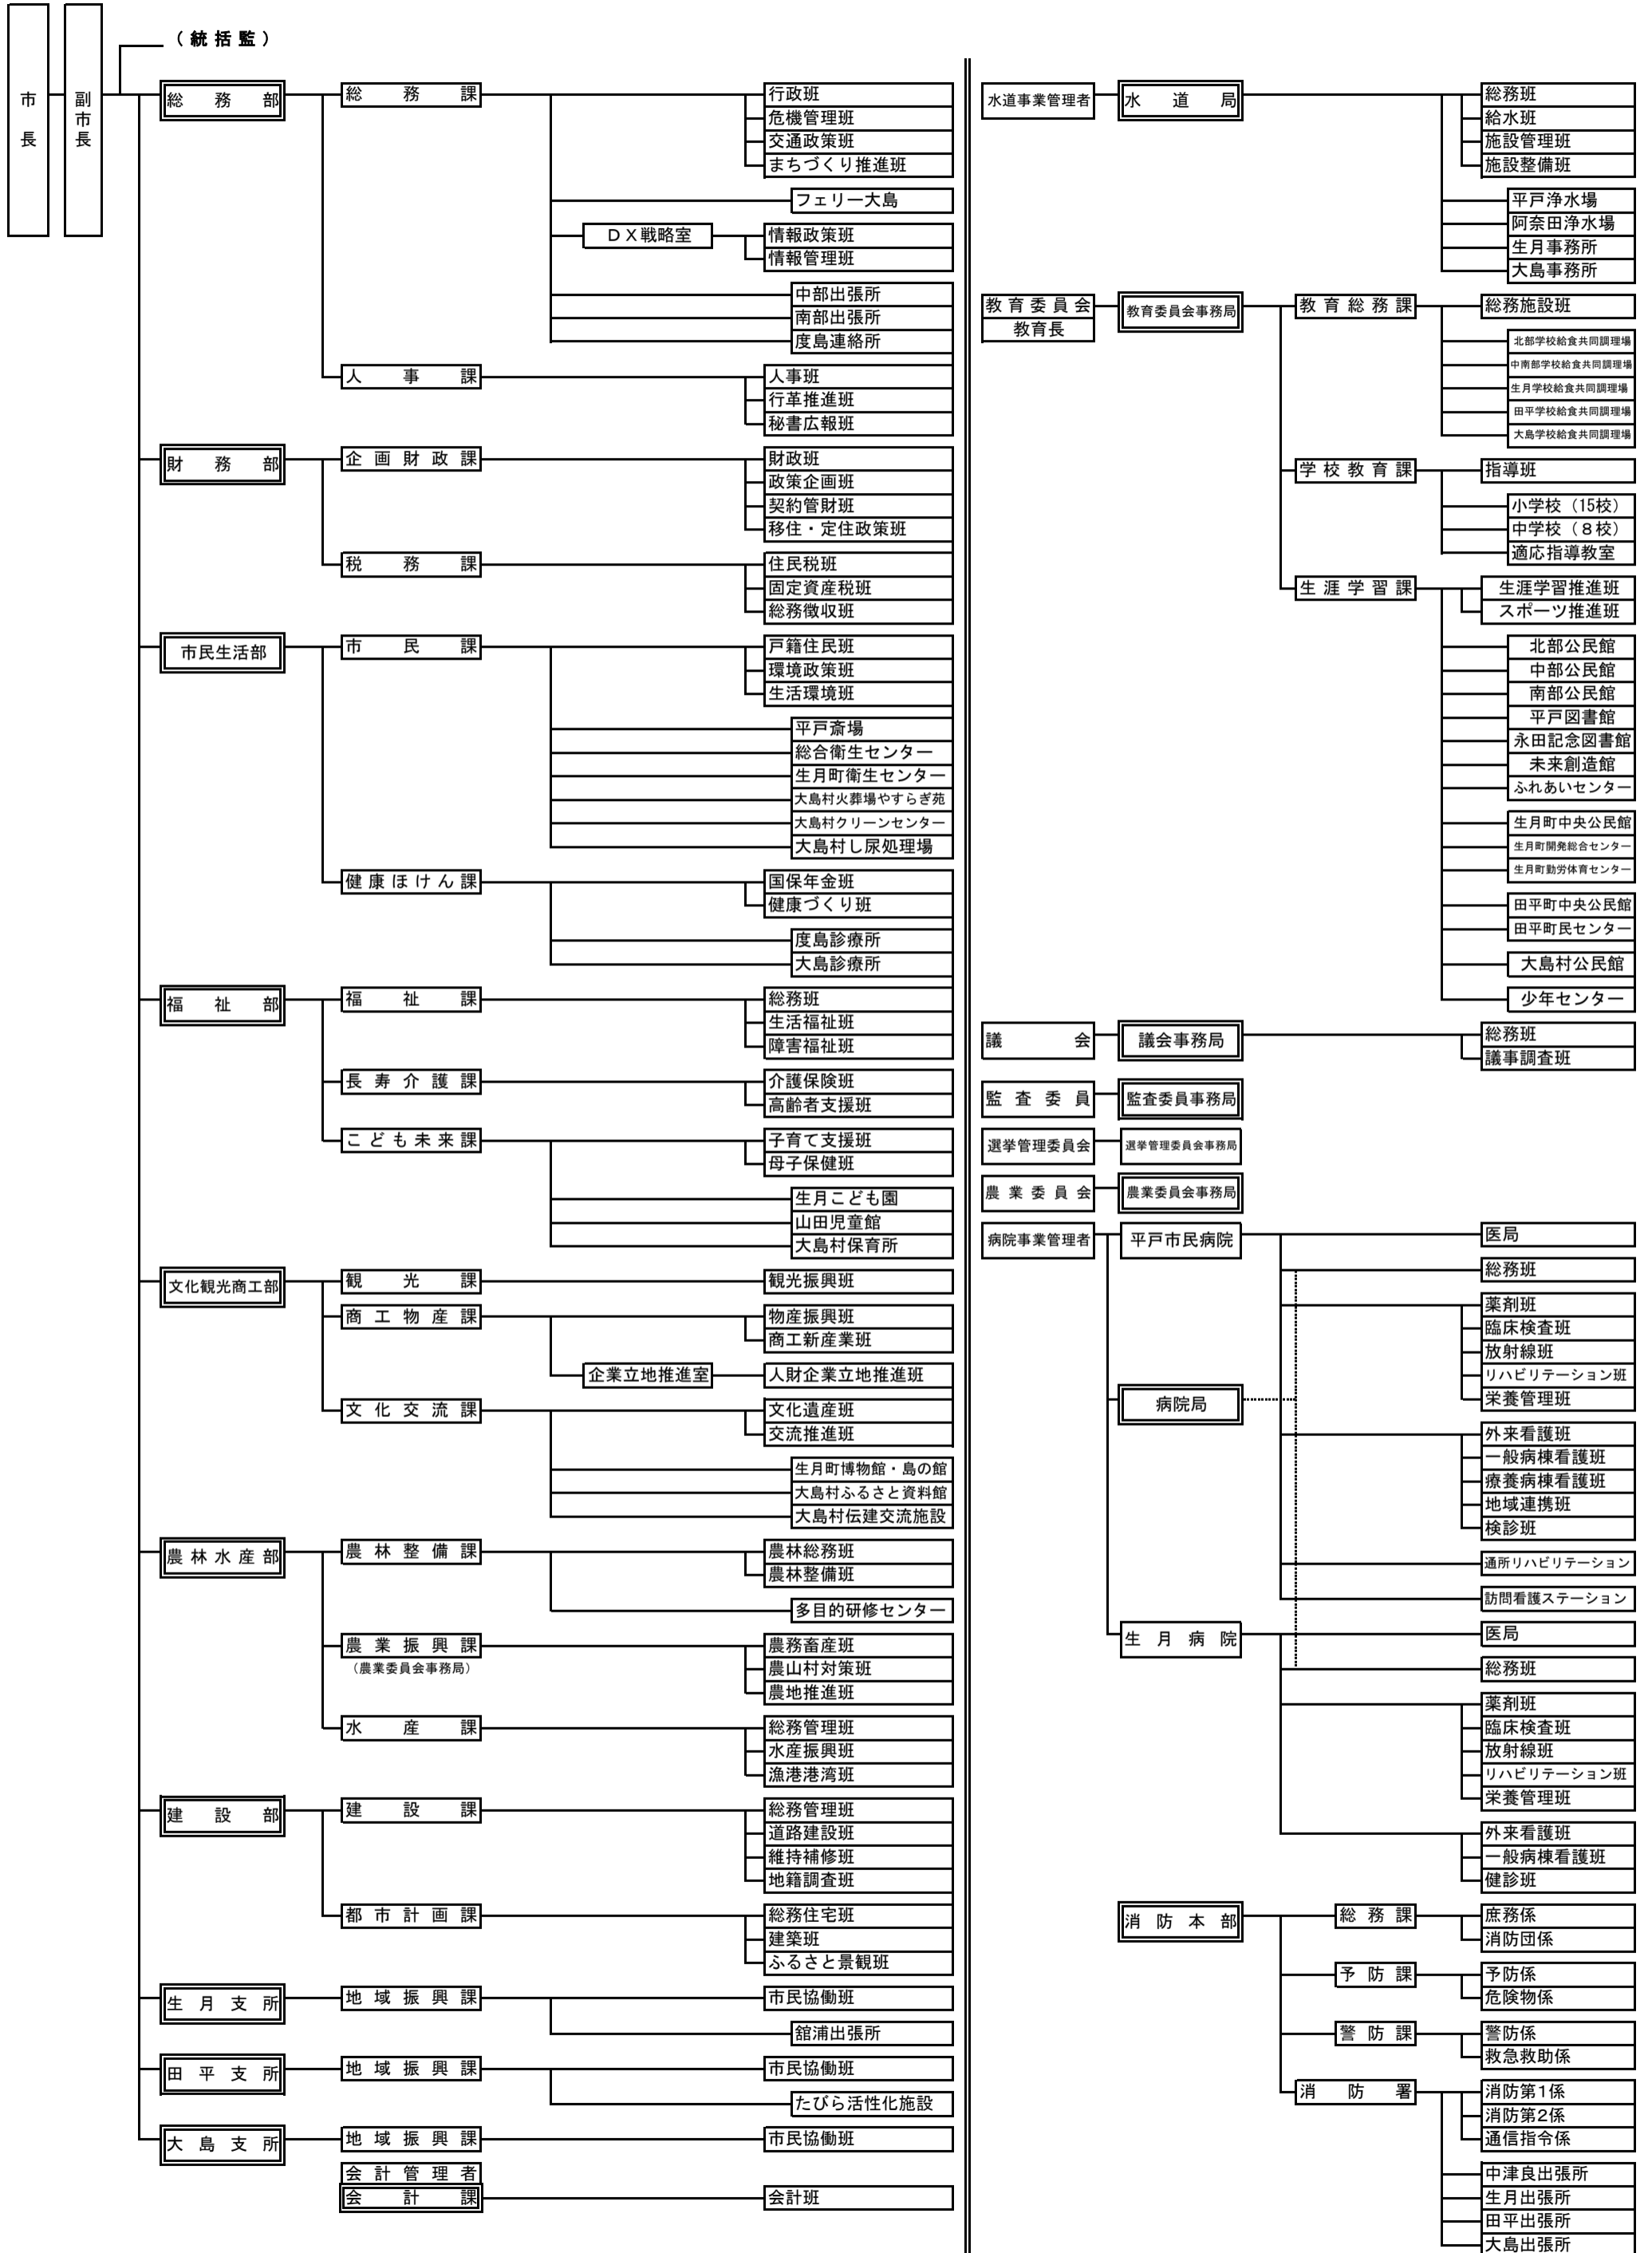 （統括監）
市長
副市長
総務部
総務課
行政班
危機管理班
交通政策班
まちづくり推進班
フェリー大島
ＤＸ戦略室
情報政策班
情報管理班
中部出張所
南部出張所
度島連絡所
人事課
人事班
行革推進班
秘書広報班
財務部
企画財政課
財政班
政策企画班
契約管財班
移住・定住政策班
税務課
住民税班
固定資産税班
総務徴収班
市民生活部
市民課
戸籍住民班
環境政策班
生活環境班
平戸斎場
総合衛生センター
生月町衛生センター
大島村火葬場やすらぎ苑
大島村クリーンセンター
大島村し尿処理場
健康ほけん課
国保年金班
健康づくり班
度島診療所
大島診療所
福祉部
福祉課
総務班
生活福祉班
障害福祉班
長寿介護課
介護保険班
高齢者支援班
こども未来課
子育て支援班
母子保健班
生月こども園
山田児童館
大島村保育所
文化観光商工部
観光課
観光振興班
商工物産課
物産振興班
商工新産業班
企業立地推進室
人財企業立地推進班
文化交流課
文化遺産班
交流推進班
生月町博物館・島の館
大島村ふるさと資料館
大島村伝建交流施設
農林水産部
農林整備課
農林総務班
農林整備班
多目的研修センター
農業振興課
（農業委員会事務局）
農務畜産班
農山村対策班
農地推進班
水産課
総務管理班
水産振興班
漁港港湾班
建設部
建設課
総務管理班
道路建設班
維持補修班
地籍調査班
都市計画課
総務住宅班
建築班
ふるさと景観班
生月支所
地域振興課
市民協働班
舘浦出張所
田平支所
地域振興課
市民協働班
たびら活性化施設
大島支所
地域振興課
市民協働班
会計管理者
会計課
会計班
水道事業管理者
水道局
総務班
給水班
施設管理班
施設整備班
平戸浄水場
阿奈田浄水場
生月事務所
大島事務所
教育委員会
教育長
教育委員会事務局
教育総務課
総務施設班
北部学校給食共同調理場
中南部学校給食共同調理場
生月学校給食共同調理場
田平学校給食共同調理場
大島学校給食共同調理場
学校教育課
指導班
小学校（15校）
中学校（８校）
適応指導教室
生涯学習課
生涯学習推進班
スポーツ推進班
北部公民館
中部公民館
南部公民館
平戸図書館
永田記念図書館
未来創造館
ふれあいセンター
生月町中央公民館
生月町開発総合センター
生月町勤労体育センター
田平町中央公民館
田平町民センター
大島村公民館
少年センター
議会
議会事務局
総務班
議事調査班
監査委員
監査委員事務局
選挙管理委員会
選挙管理委員会事務局
農業委員会
農業委員会事務局
病院事業管理者
平戸市民病院
医局
総務班
薬剤班
臨床検査班
放射線班
リハビリテーション班
栄養管理班
病院局
外来看護班
一般病棟看護班
療養病棟看護班
地域連携班
検診班
通所リハビリテーション
訪問看護ステーション
生月病院
医局
総務班
薬剤班
臨床検査班
放射線班
リハビリテーション班
栄養管理班
外来看護班
一般病棟看護班
健診班
消防本部
総務課
庶務係
消防団係
予防課
予防係
危険物係
警防課
警防係
救急救助係
消防署
消防第1係
消防第2係
通信指令係
中津良出張所
生月出張所
田平出張所
大島出張所